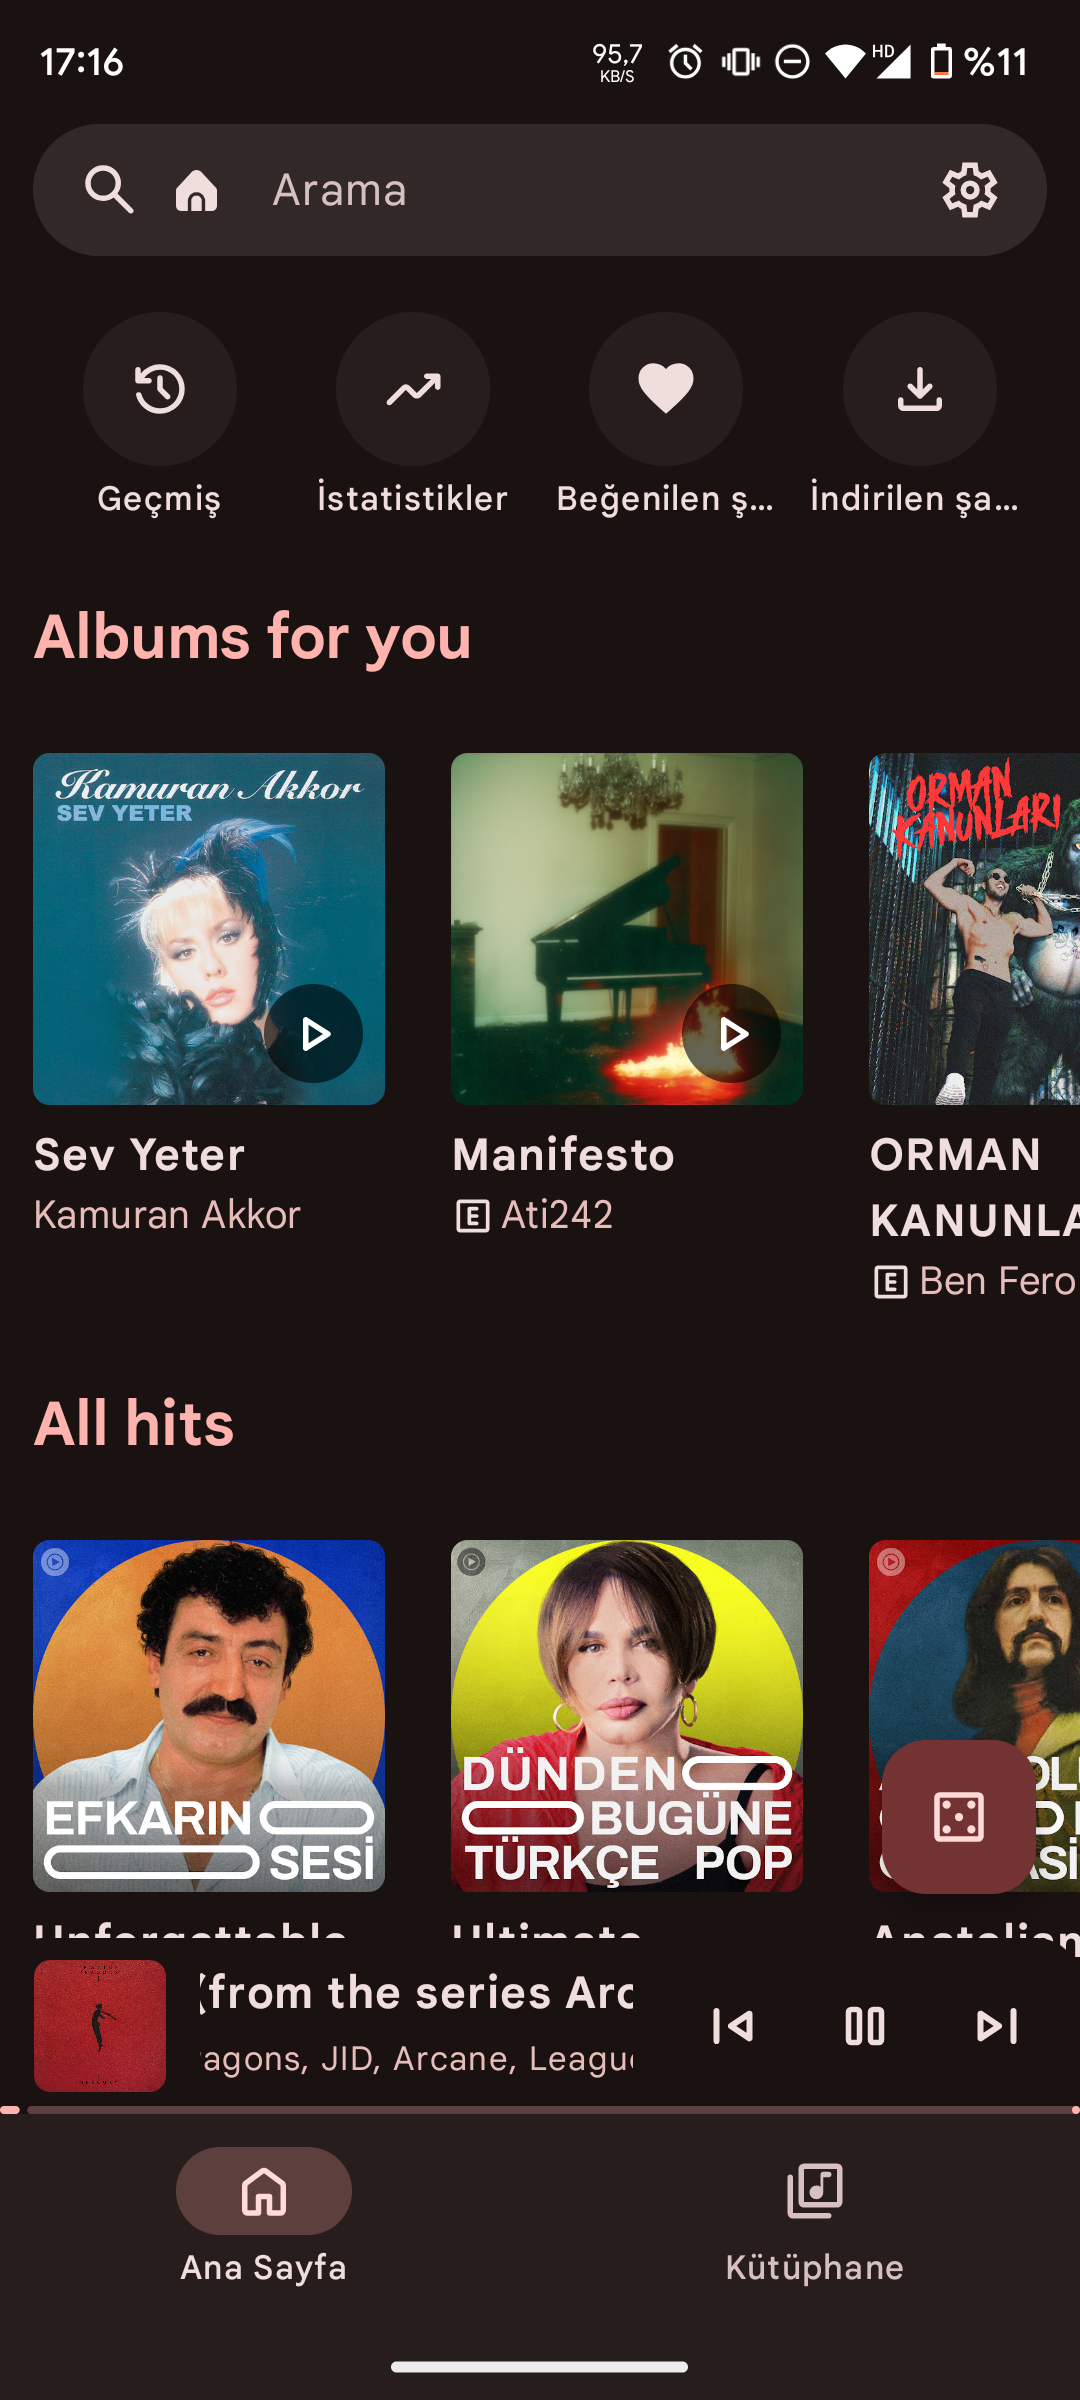 17:16
95,7
KB/S
HD
%11
Arama
Geçmiş
İstatistikler
Beğenilen ş...
İndirilen şa...
Albums for you
Kamuran Akkor
SEV YETER
ORMAN
KANUNLARI
Sev Yeter
Kamuran Akkor
Manifesto
E Ati242
ORMAN
KANUNLA
E Ben Fero
All hits
EFKARIN
SESİ
DÜNDEN
BUGÜNE
TÜRKÇE POP
Unforgettable
Ultimate
Anatolian
(from the series Arc
agons, JID, Arcane, League
Ana Sayfa
Kütüphane